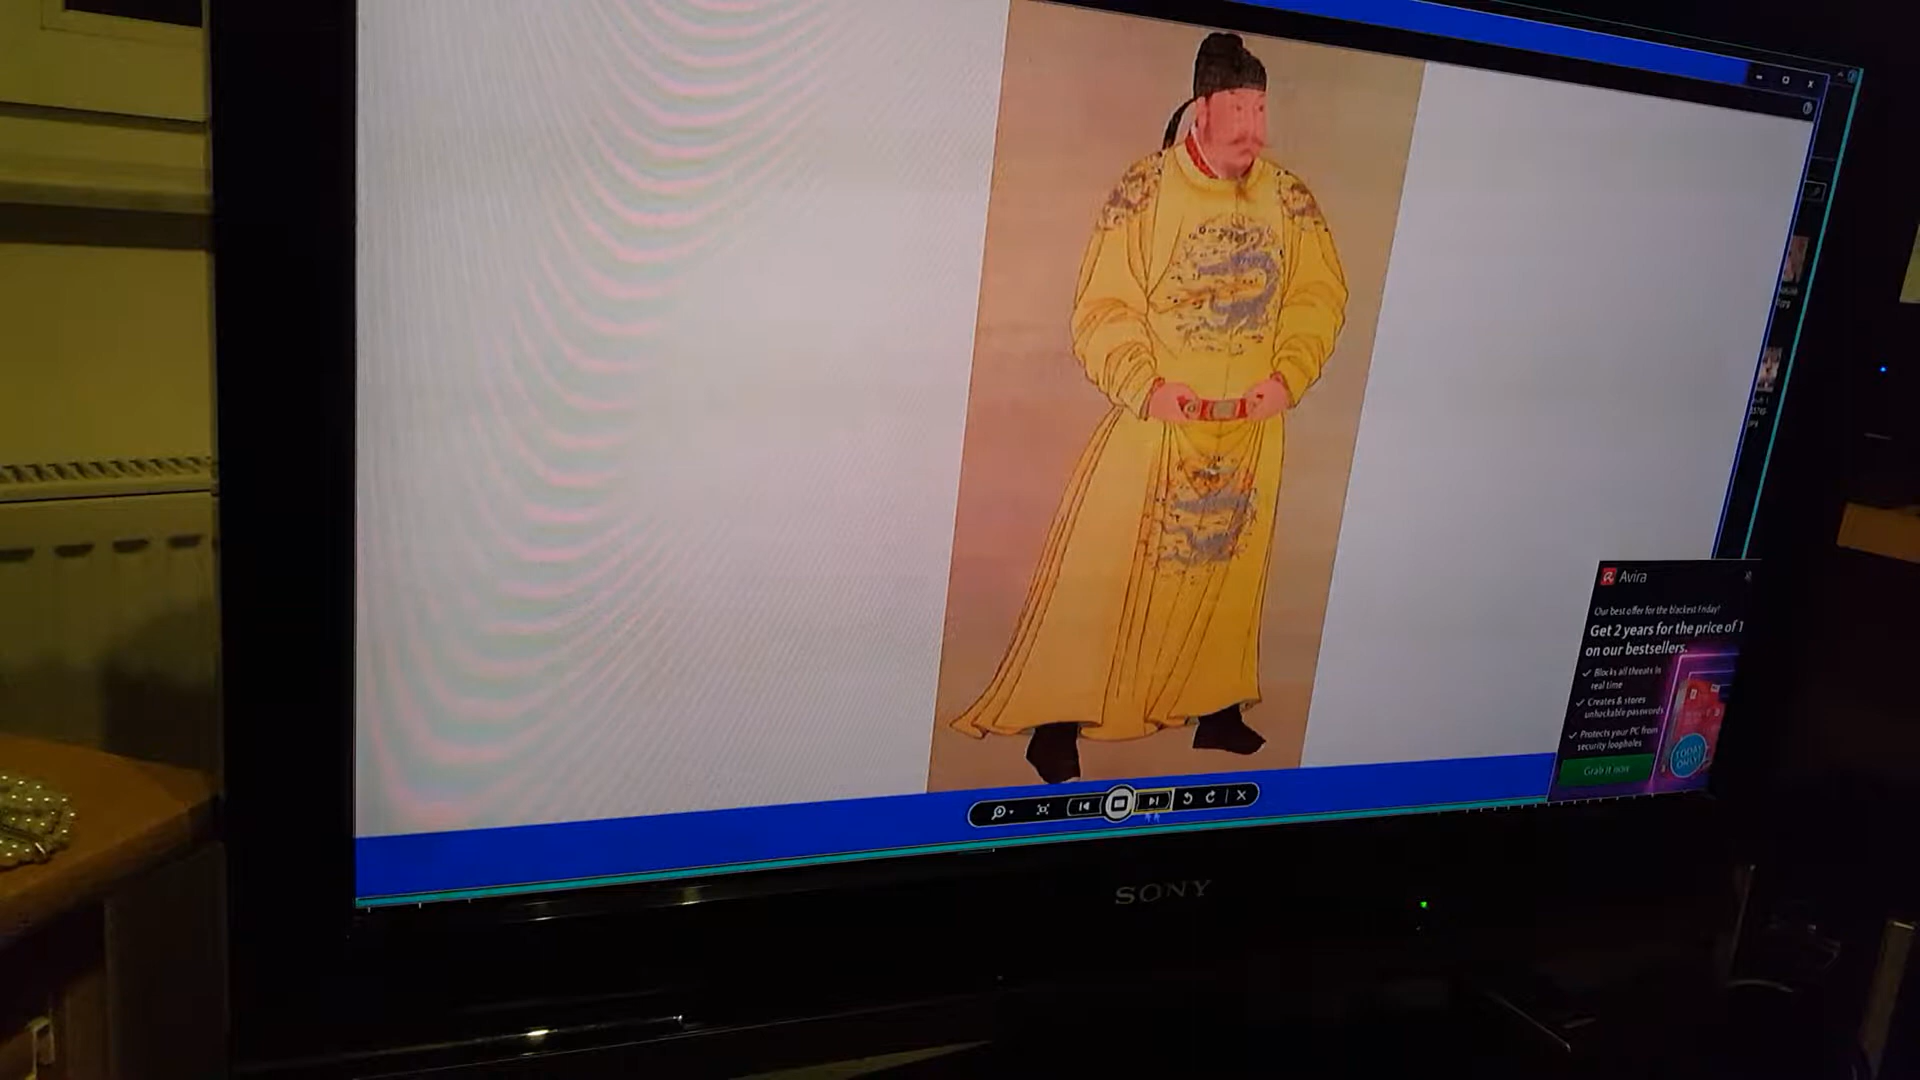 Avira
Our best offer for the blackest Friday!
Get 2 years for the price of 1
on our bestsellers.
Blocks all threats in
real time
Creates & stores
unhackable passwords
Protects your PC from
security loopholes
TODAY
ONLY!
Grab it now
SONY